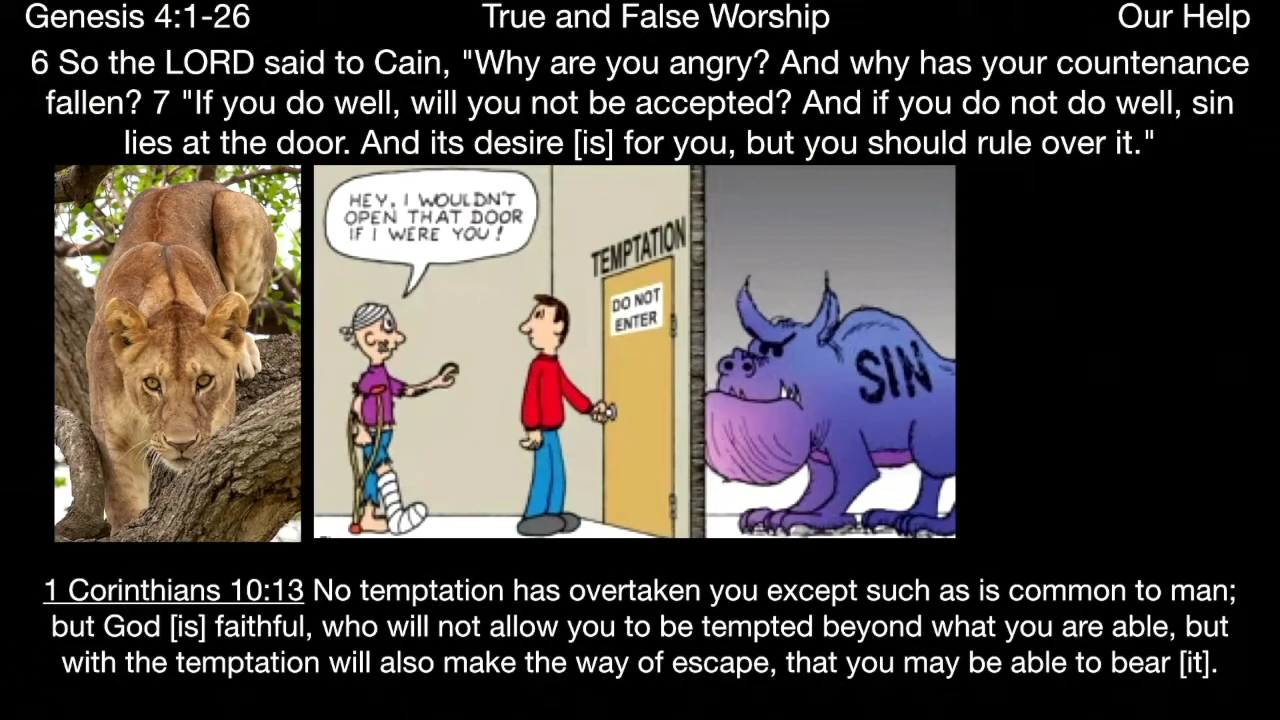 Genesis 4:1-26 True and False Worship Our Help
6 So the LORD said to Cain, "Why are you angry? And why has your countenance
fallen? 7 "If you do well, will you not be accepted? And if you do not do well, sin
lies at the door. And its desire [is] for you, but you should rule over it."
HEY, I WOULDN'T
OPEN THAT DOOR
IF I WERE YOU!
TEMPTATION
DO NOT
ENTER
SIN
1 Corinthians 10:13 No temptation has overtaken you except such as is common to man;
but God [is] faithful, who will not allow you to be tempted beyond what you are able, but
with the temptation will also make the way of escape, that you may be able to bear [it].